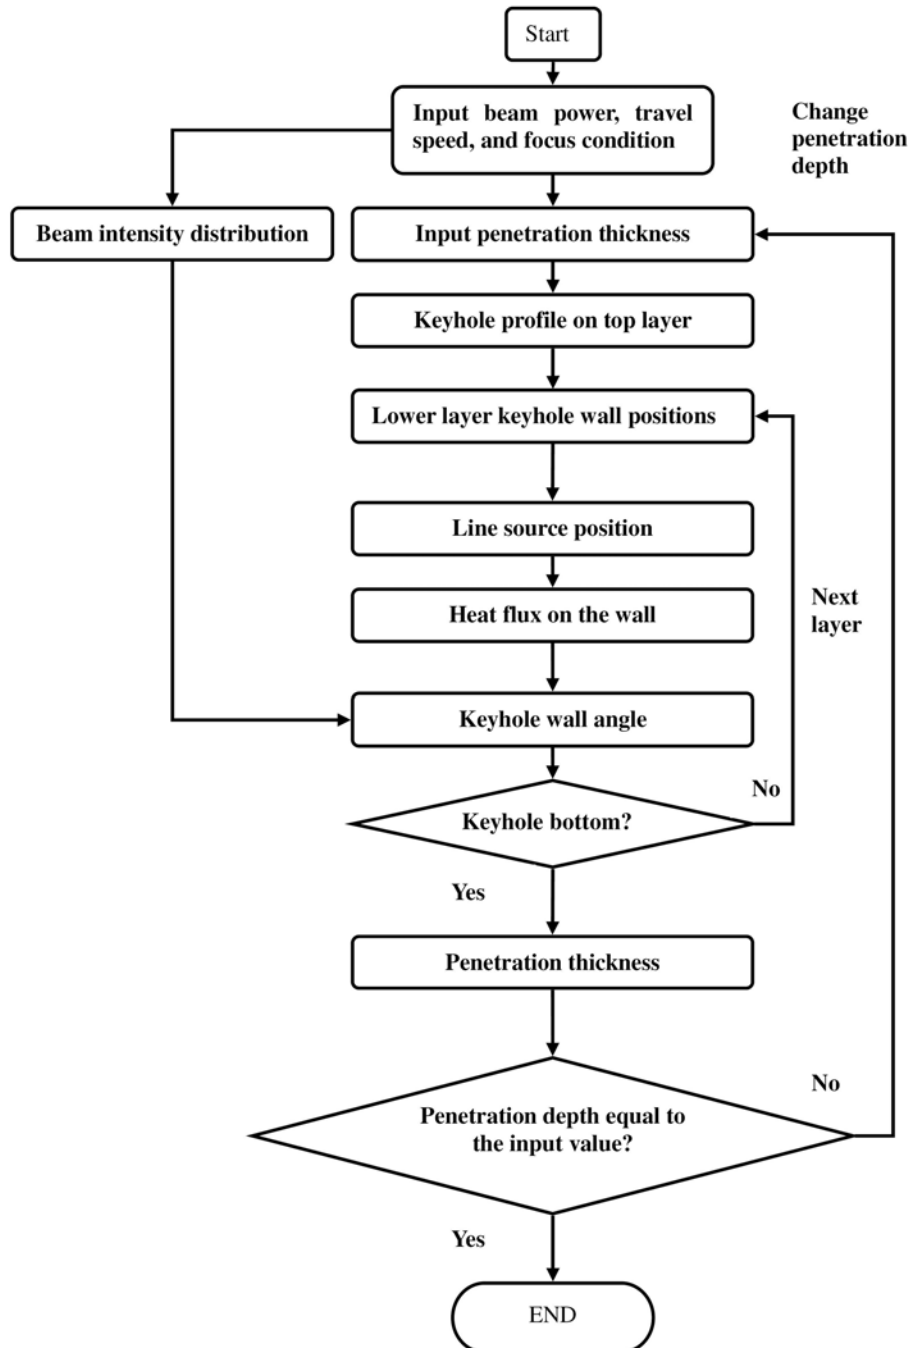 Start
Input beam power, travel
speed, and focus condition
Change
penetration
depth
Beam intensity distribution
Input penetration thickness
Keyhole profile on top layer
Lower layer keyhole wall positions
Line source position
Heat flux on the wall
Next
layer
Keyhole wall angle
No
Keyhole bottom?
Yes
Penetration thickness
No
Penetration depth equal to
the input value?
Yes
END